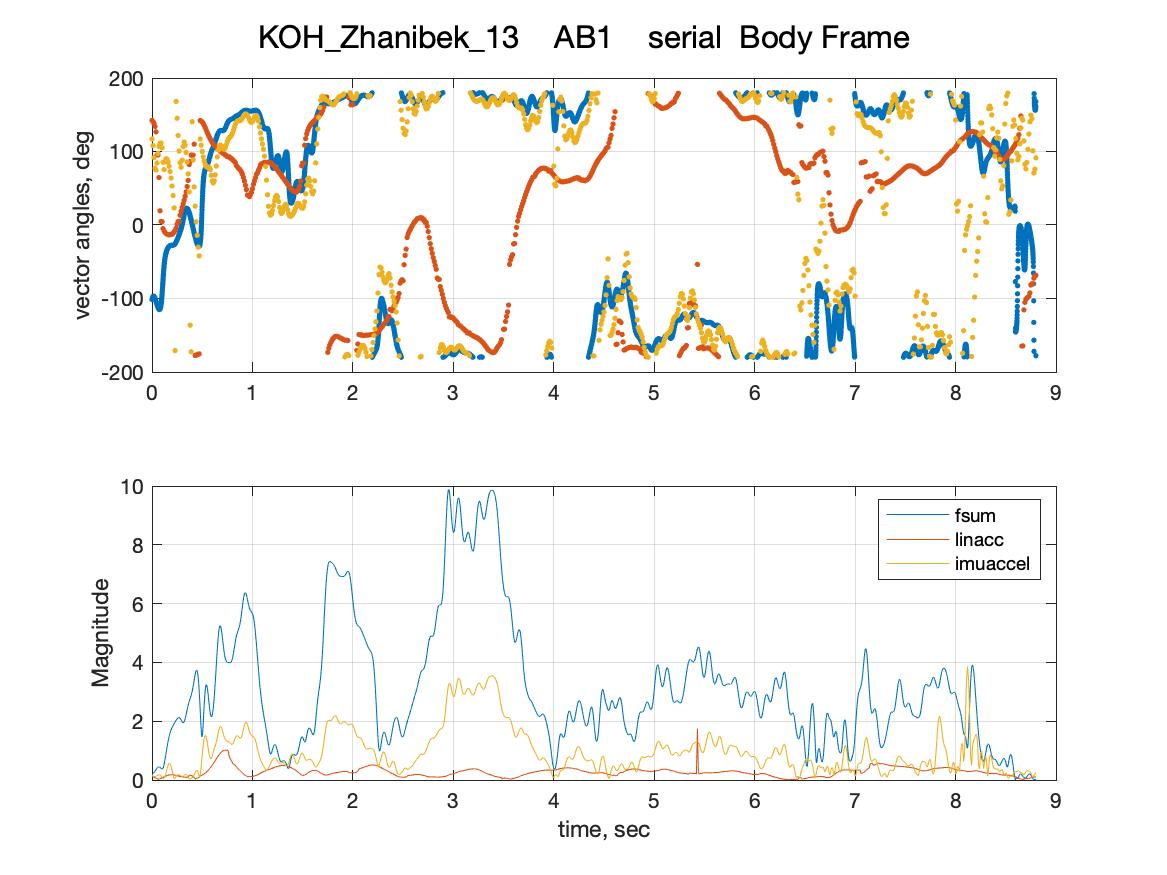 KOH_Zhanibek_13 AB1 serial Body Frame
200
100
0
-100
-200
vector angles, deg
0 1 2 3 4 5 6 7 8 9
10
8
6
4
2
0
Magnitude
fsum
linacc
imuaccel
0 1 2 3 4 5 6 7 8 9
time, sec